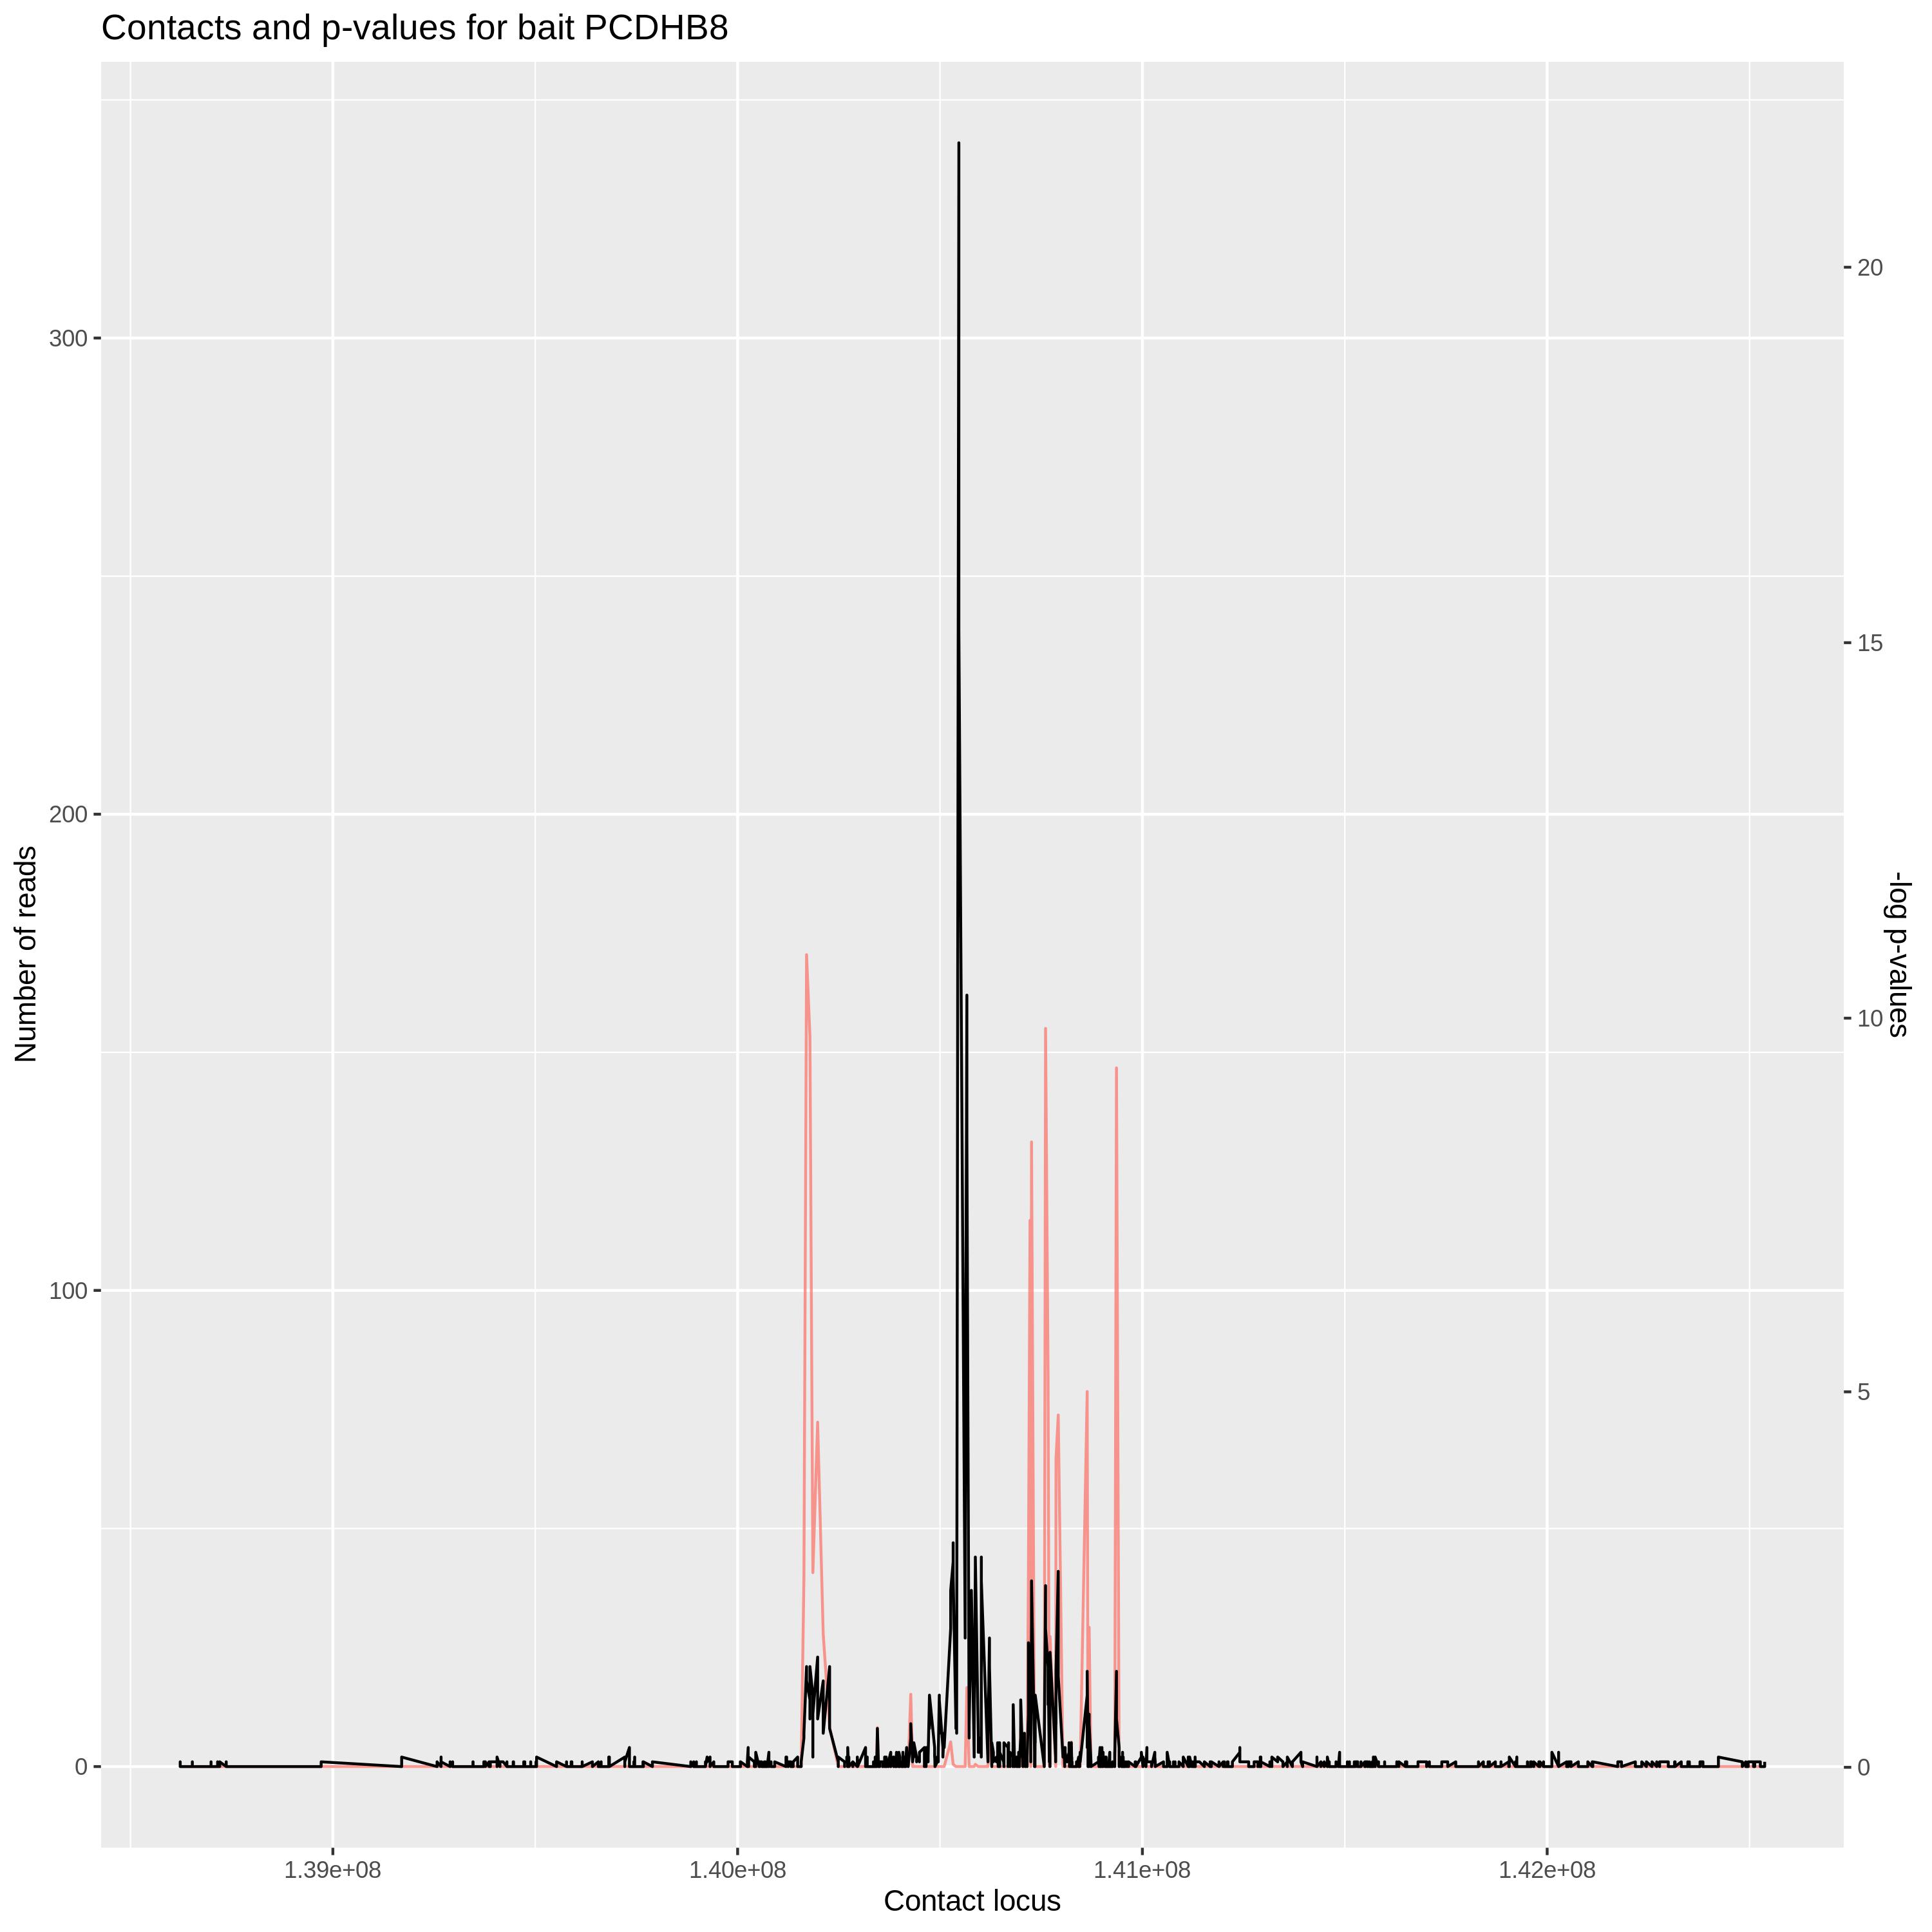 Contacts and p-values for bait PCDHB8
Number of reads
300
200
100
0
20
15
10
5
0
-log p-values
1.39e+08
1.40e+08
1.41e+08
1.42e+08
Contact locus